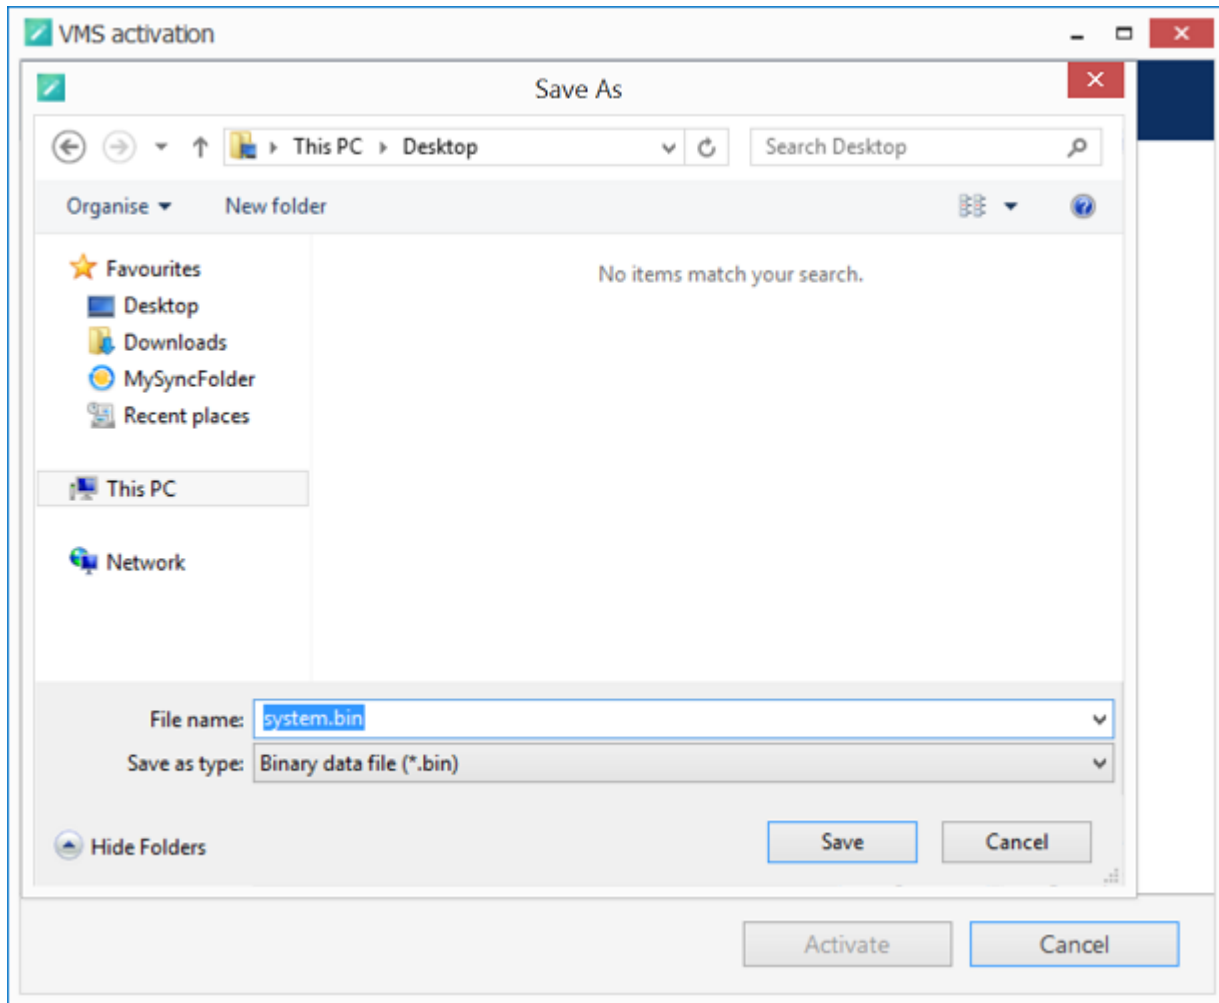 VMS activation
Save As
This PC Desktop
Search Desktop
Organise
New folder
Favourites
Desktop
Downloads
MySyncFolder
Recent places
This PC
Network
No items match your search.
File name: system.bin
Save as type: Binary data file (*.bin)
Hide Folders
Save
Cancel
Activate
Cancel